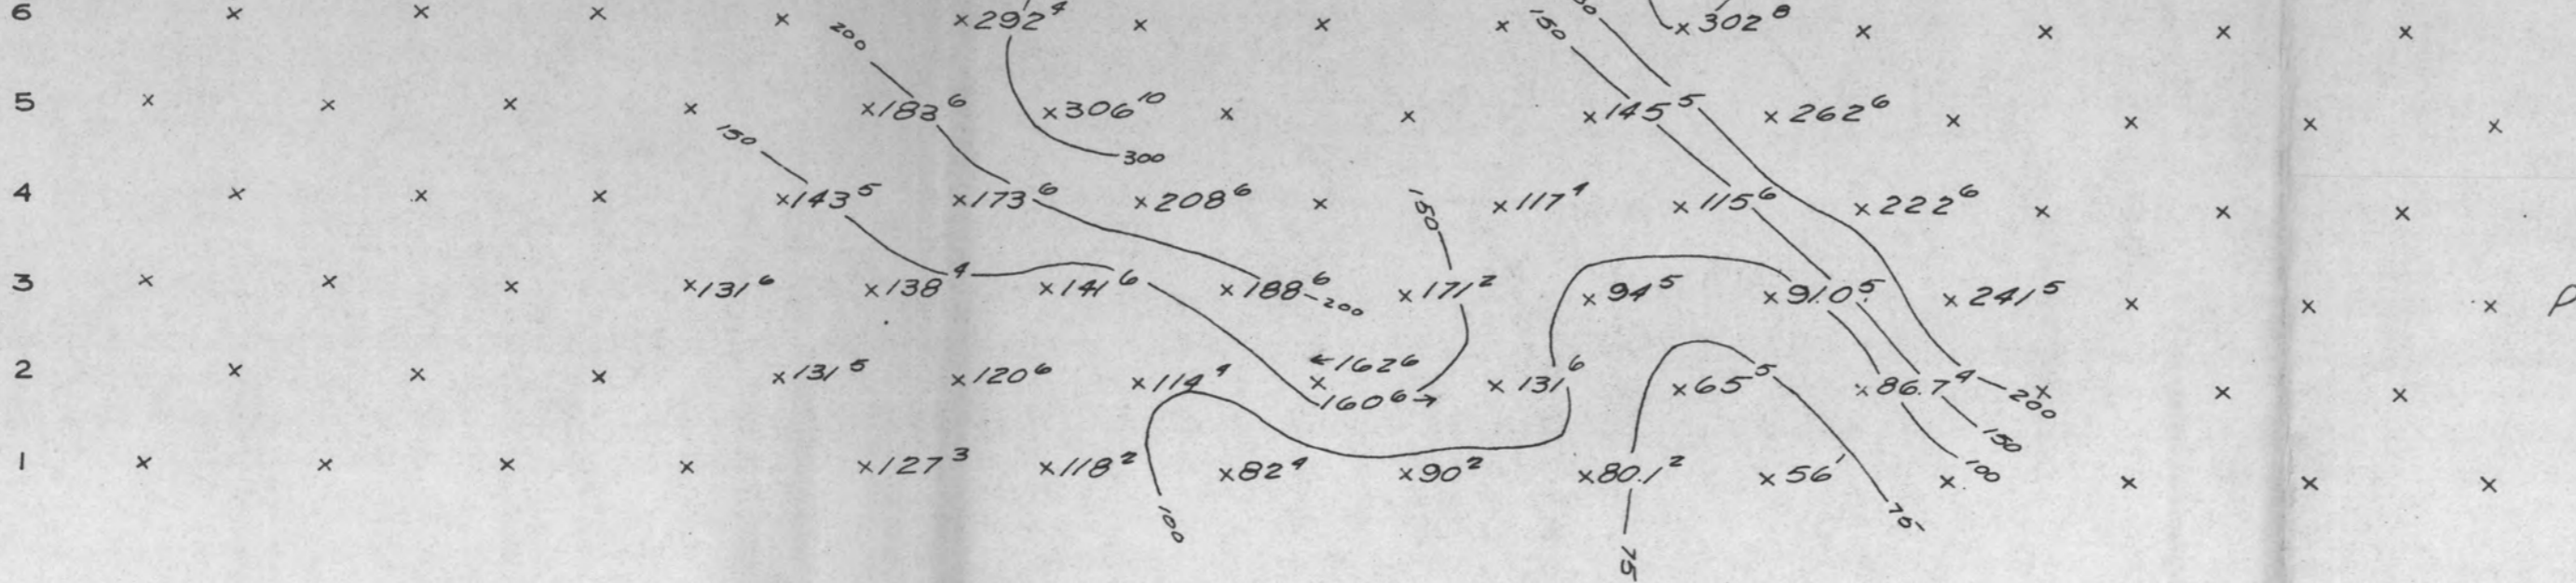 6 × × × × ×292⁴ × × × 150 ×302⁸ × × × ×
200
5 × × × × ×183⁶ ×306¹⁰ × × ×145⁵ ×262⁶ × × × ×
150
300
4 × × × ×143⁵ ×173⁶ ×208⁶ × 150 ×117⁴ ×115⁶ ×222⁶ × × ×
3 × × × ×131⁶ ×138⁴ ×141⁶ ×188⁶ 200 ×171² ×94⁵ ×91.0⁵ ×241⁵ × × ×
←162⁶
2 × × × ×131⁵ ×120⁶ ×114⁴ × ×131⁶ ×65⁵ ×86.7⁴ × × ×
160⁶→ 200
150
1 × × × × ×127³ ×118² ×82⁴ ×90² ×80.1² ×56¹ × 100 × × ×
100 75
75